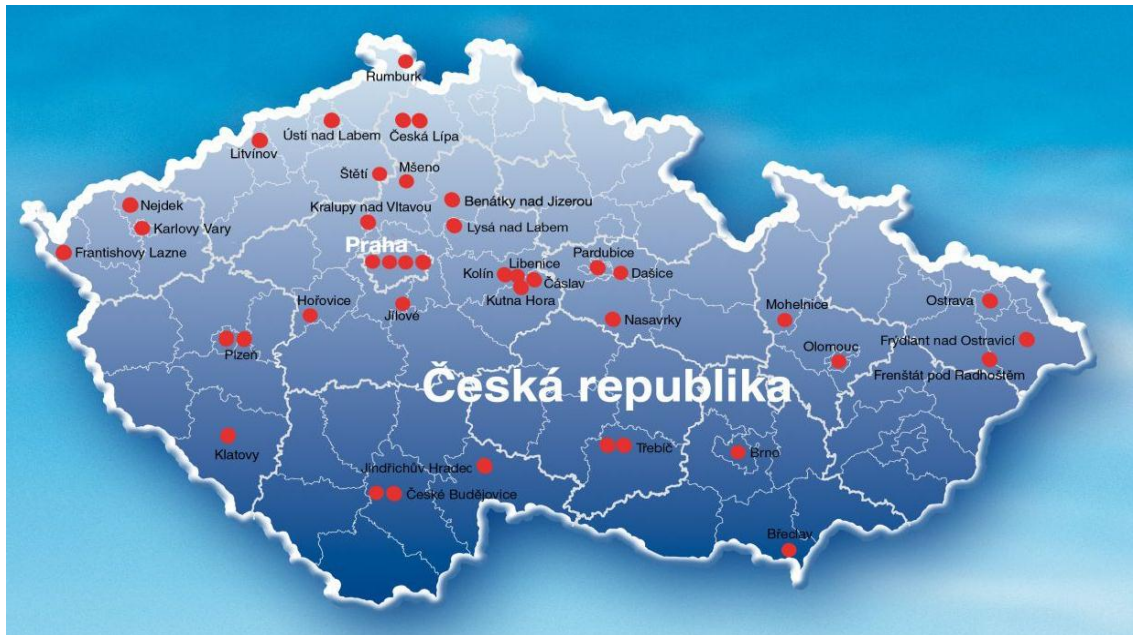 Rumburk
Ústí nad Labem
Česká Lípa
Litvínov
Štětí
Mšeno
Nejdek
Benátky nad Jizerou
Kralupy nad Vltavou
Karlovy Vary
Lysá nad Labem
Praha
Frantishovy Lazne
Pardubice
Libenice
Kolín
Dašice
Čáslav
Kutna Hora
Hořovice
Jílové
Mohelnice
Ostrava
Nasavrky
Frýdlant nad Ostravicí
Plzeň
Olomouc
Frenštát pod Radhoštěm
Česká republika
Klatovy
Třebíč
Brno
Jindřichův Hradec
České Budějovice
Břeclav